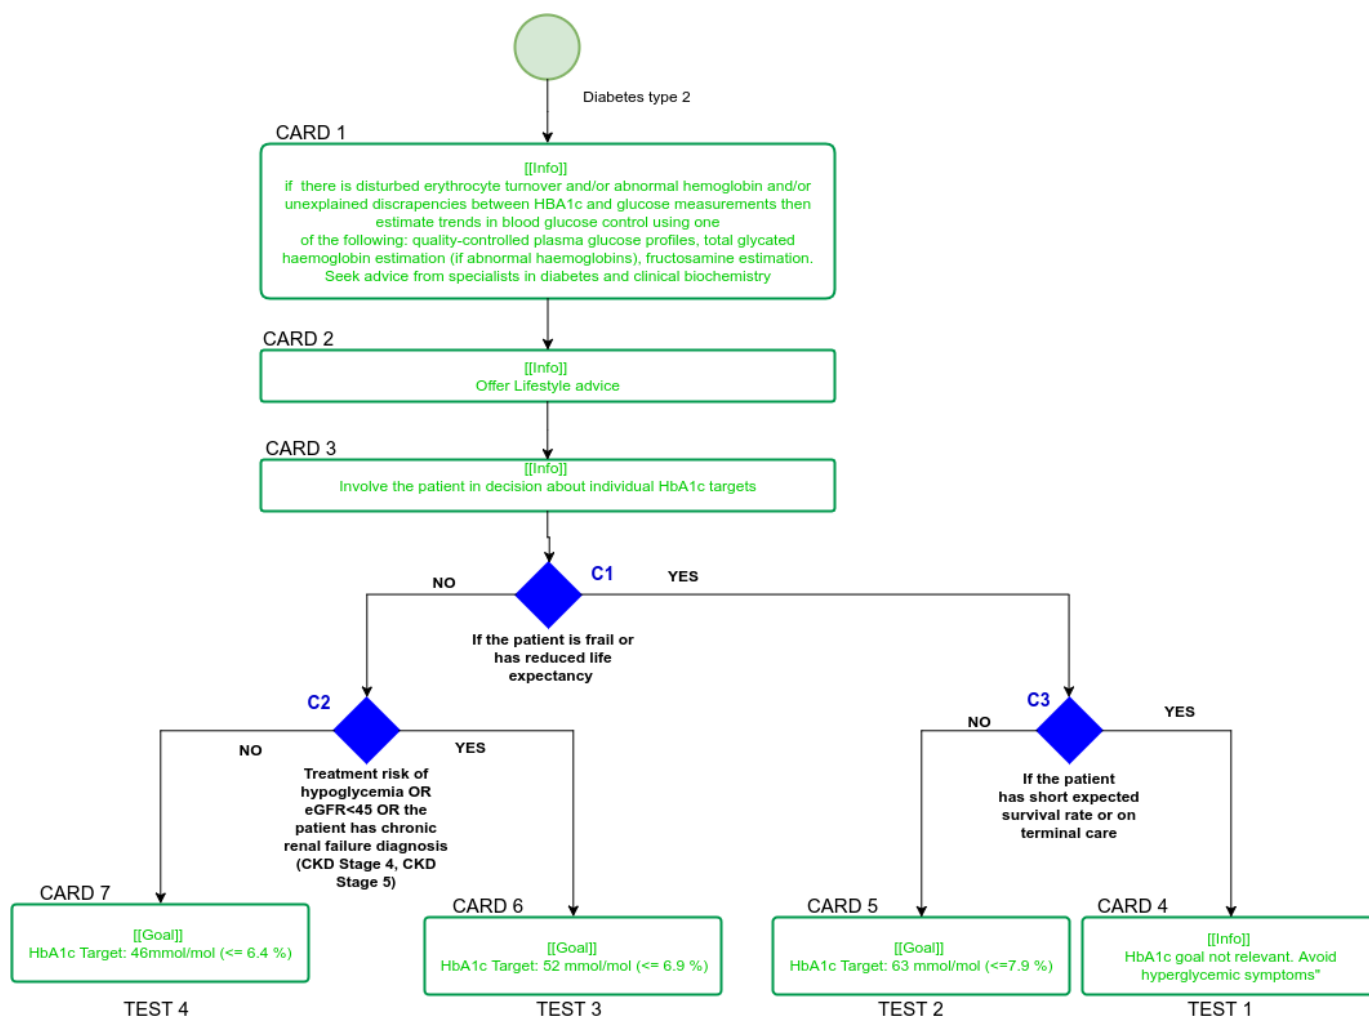 Diabetes type 2
CARD 1
[[Info]]
if  there is disturbed erythrocyte turnover and/or abnormal hemoglobin and/or
unexplained discrapencies between HBA1c and glucose measurements then
estimate trends in blood glucose control using one
of the following: quality-controlled plasma glucose profiles, total glycated
haemoglobin estimation (if abnormal haemoglobins), fructosamine estimation.
Seek advice from specialists in diabetes and clinical biochemistry
CARD 2
[[Info]]
Offer Lifestyle advice
CARD 3
[[Info]]
Involve the patient in decision about individual HbA1c targets
C1
NO
YES
If the patient is frail or
has reduced life
expectancy
C2
NO
YES
Treatment risk of
hypoglycemia OR
eGFR<45 OR the
patient has chronic
renal failure diagnosis
(CKD Stage 4, CKD
Stage 5)
C3
NO
YES
If the patient
has short expected
survival rate or on
terminal care
CARD 7
[[Goal]]
HbA1c Target: 46mmol/mol (<= 6.4 %)
TEST 4
CARD 6
[[Goal]]
HbA1c Target: 52 mmol/mol (<= 6.9 %)
TEST 3
CARD 5
[[Goal]]
HbA1c Target: 63 mmol/mol (<=7.9 %)
TEST 2
CARD 4
[[Info]]
HbA1c goal not relevant. Avoid
hyperglycemic symptoms"
TEST 1